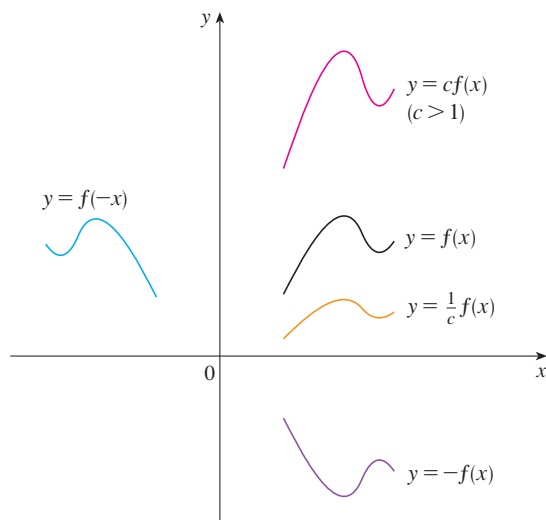 y
y = cf(x)
(c > 1)
y = f(−x)
y = f(x)
y = 1/c f(x)
0
x
y = −f(x)